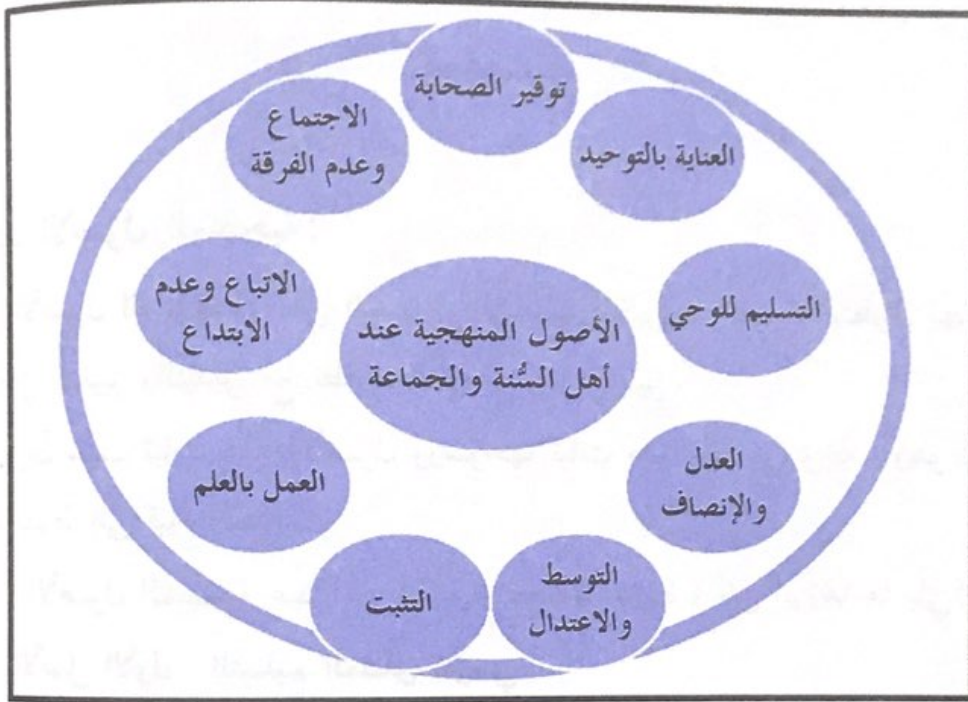 توقير الصحابة
العناية بالتوحيد
التسليم للوحي
العدل
والإنصاف
التوسط
والاعتدال
التثبت
العمل بالعلم
الاتباع وعدم
الابتداع
الاجتماع
وعدم الفرقة
الأصول المنهجية عند
أهل السُّنة والجماعة